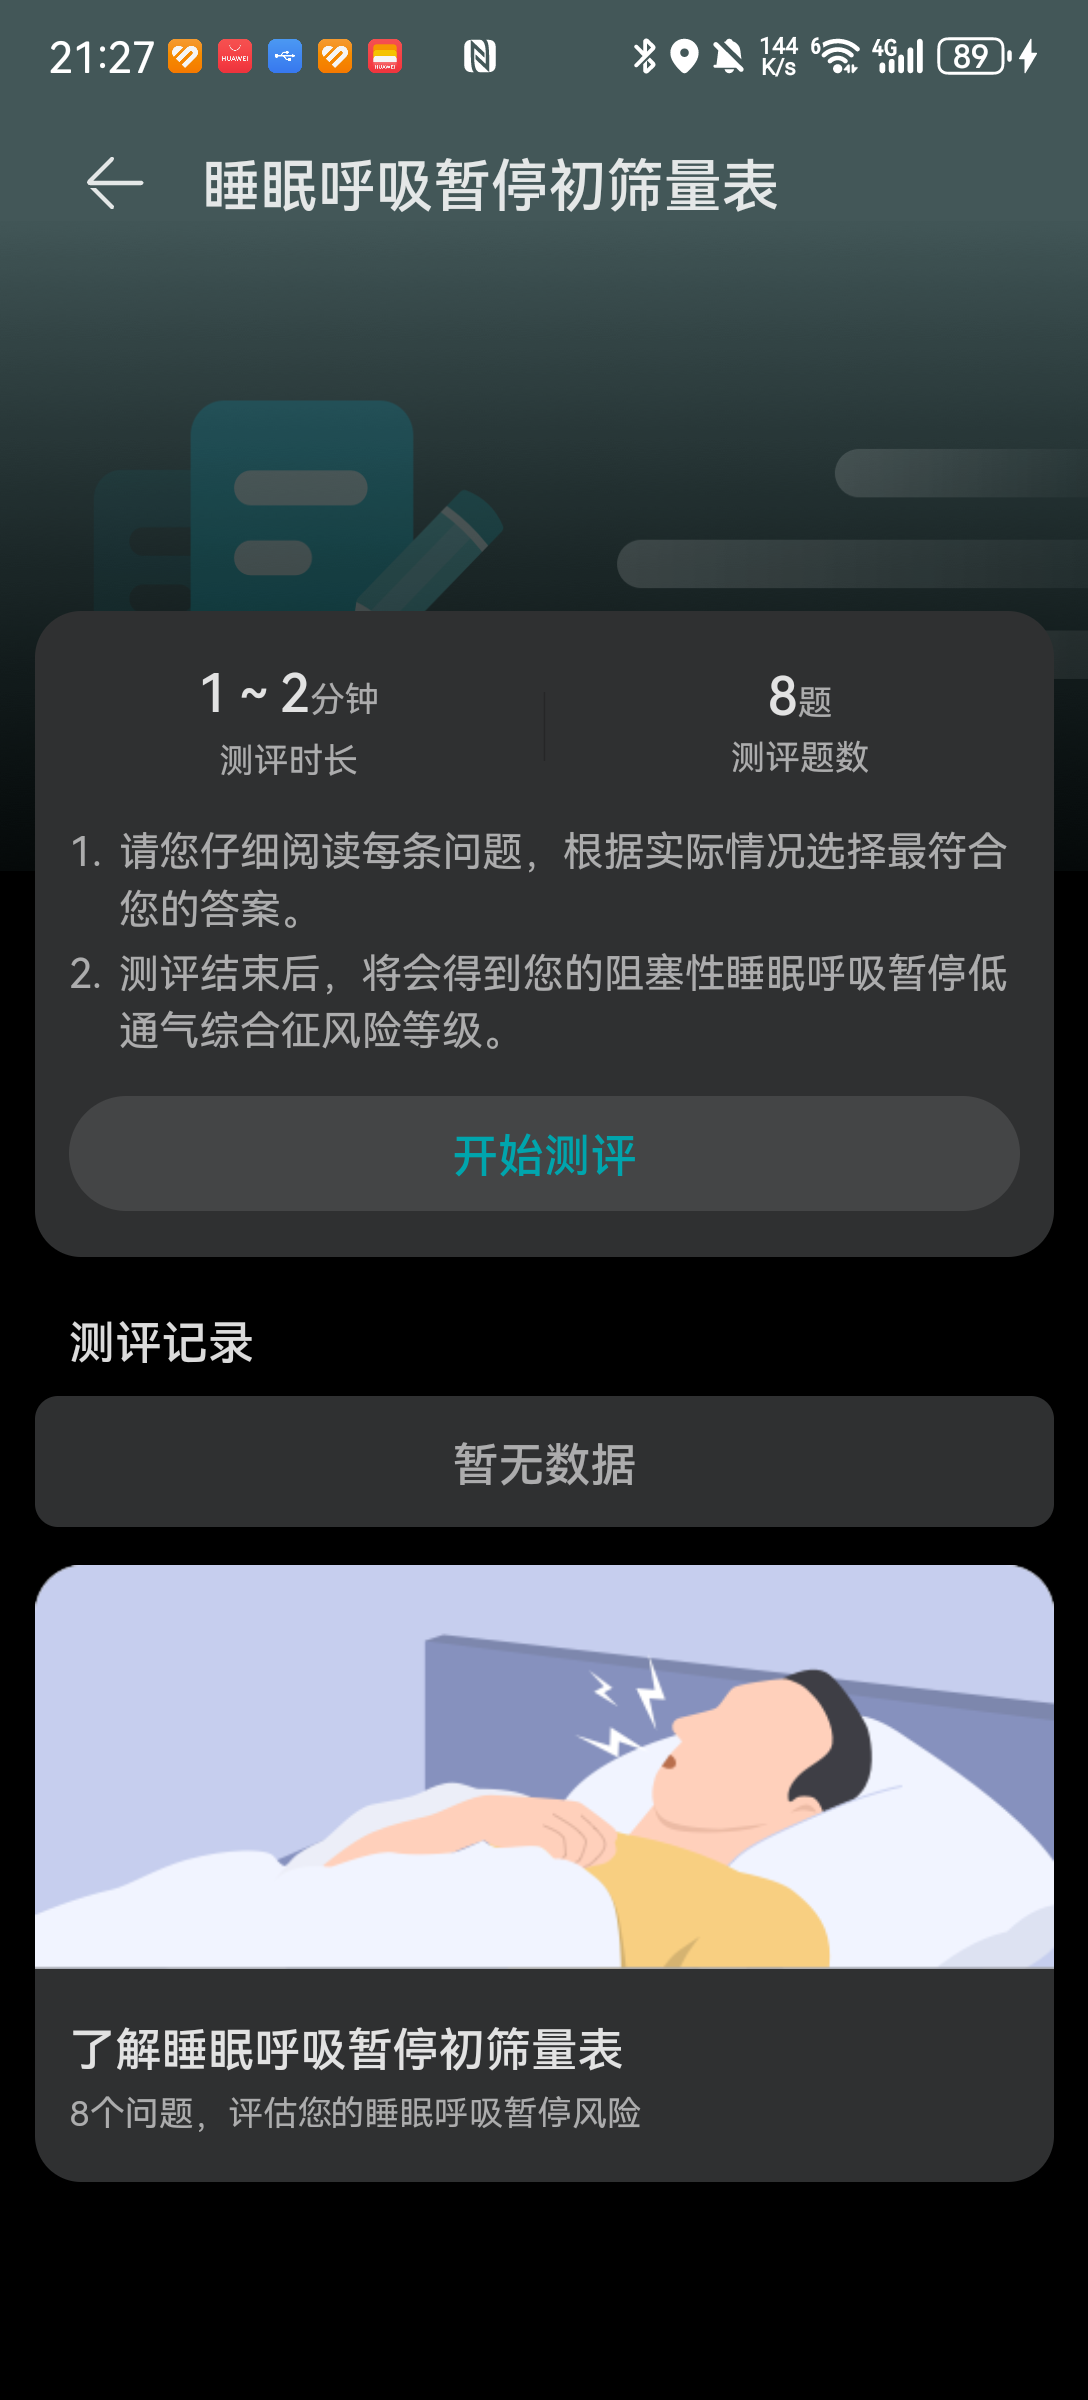 21:27
HUAWEI
HUAWEI
144
K/s
6
4G
89
睡眠呼吸暂停初筛量表
1 ~ 2分钟
测评时长
8题
测评题数
1. 请您仔细阅读每条问题，根据实际情况选择最符合
您的答案。
2. 测评结束后，将会得到您的阻塞性睡眠呼吸暂停低
通气综合征风险等级。
开始测评
测评记录
暂无数据
了解睡眠呼吸暂停初筛量表
8个问题，评估您的睡眠呼吸暂停风险